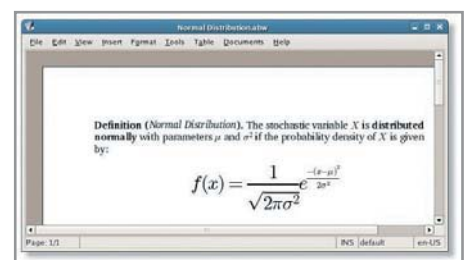 Normal Distribution.abw
File Edit View Insert Format Tools Table Documents Help
Definition (Normal Distribution). The stochastic variable X is distributed
normally with parameters μ and σ² if the probability density of X is given
by:
f(x) = 1/√(2πσ²) e^(-(x-μ)²/2σ²)
Page: 1/1 INS default en-US